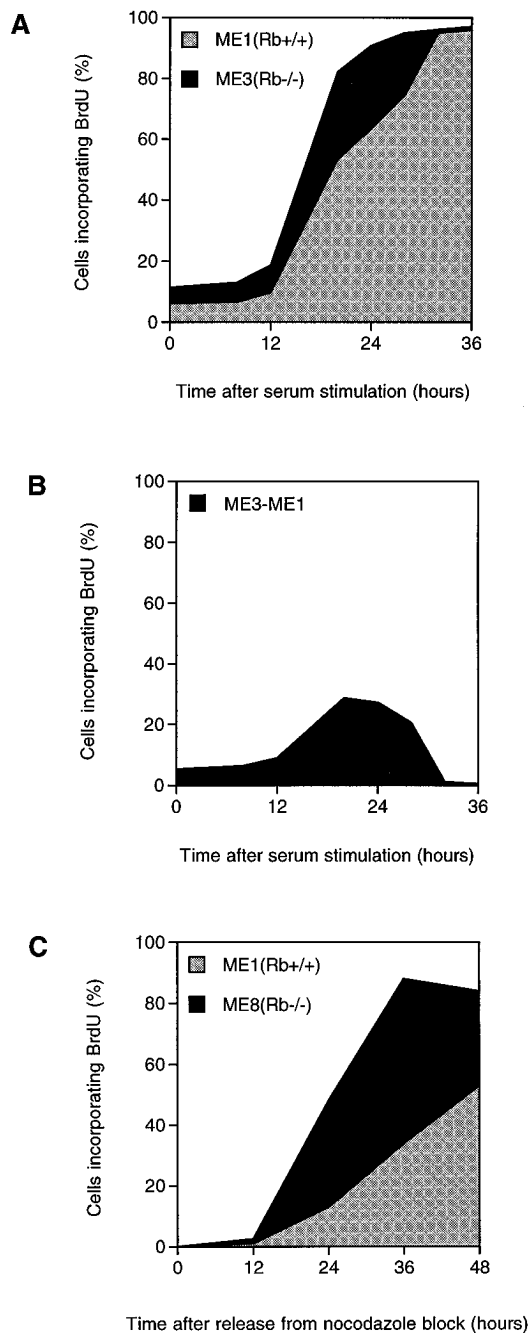 A
Cells incorporating BrdU (%)
100
80
60
40
20
0
ME1(Rb+/+)
ME3(Rb-/-)
0 12 24 36
Time after serum stimulation (hours)
B
Cells incorporating BrdU (%)
100
80
60
40
20
0
ME3-ME1
0 12 24 36
Time after serum stimulation (hours)
C
Cells incorporating BrdU (%)
100
80
60
40
20
0
ME1(Rb+/+)
ME8(Rb-/-)
0 12 24 36 48
Time after release from nocodazole block (hours)